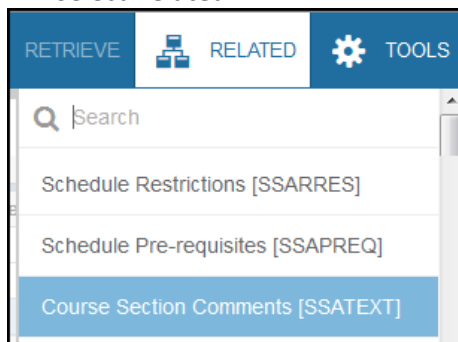 RETRIEVE RELATED TOOLS
Search
Schedule Restrictions [SSARRES]
Schedule Pre-requisites [SSAPREQ]
Course Section Comments [SSATEXT]